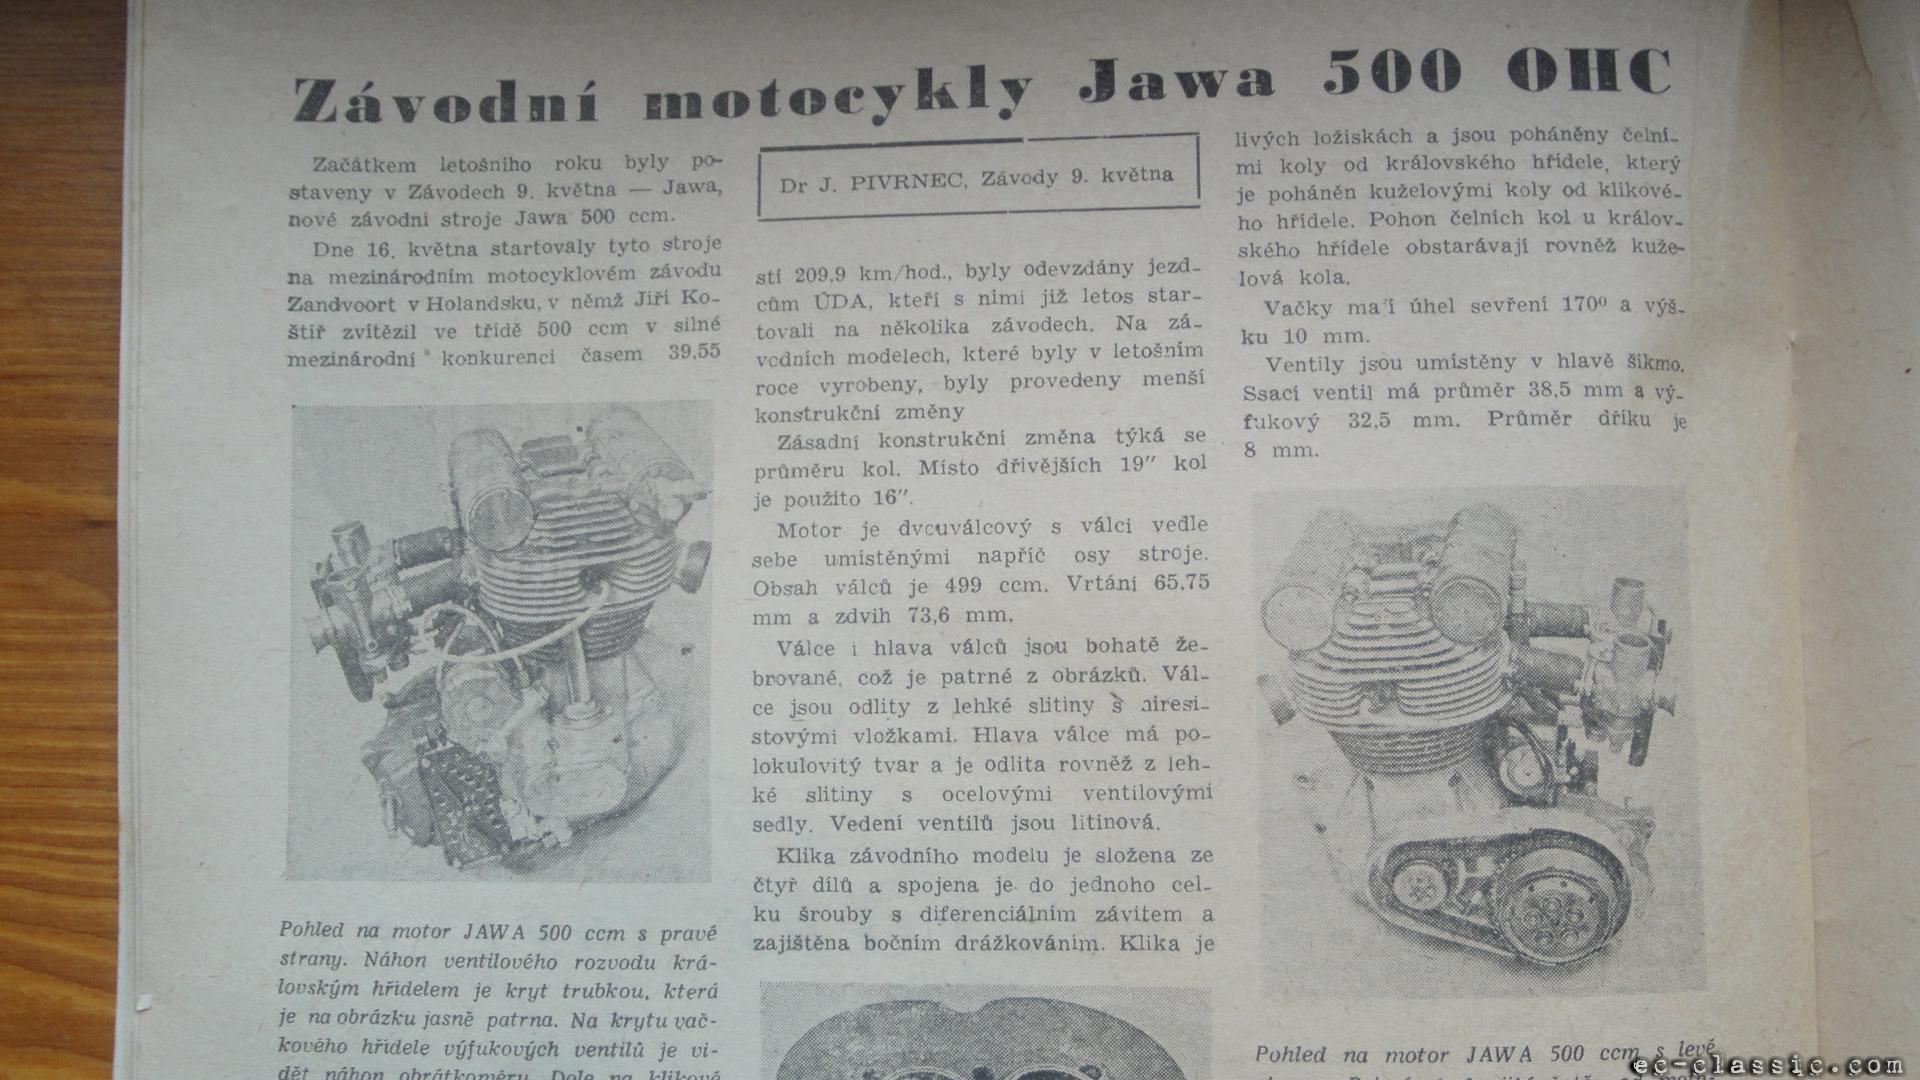 Závodní motocykly Jawa 500 OHC
Začátkem letošního roku byly po-
staveny v Závodech 9. května — Jawa,
nové závodní stroje Jawa 500 ccm.
Dne 16. května startovaly tyto stroje
na mezinárodním motocyklovém závodu
Zandvoort v Holandsku, v němž Jiří Ko-
štíř zvítězil ve třídě 500 ccm v silné
mezinárodní konkurenci časem 39,55
Pohled na motor JAWA 500 ccm s pravé
strany. Náhon ventilového rozvodu krá-
lovským hřídelem je kryt trubkou, která
je na obrázku jasně patrna. Na krytu vač-
kového hřídele výfukových ventilů je vi-
dět náhon obrátkoměru. Dole na klikové
Dr J. PIVRNEC, Závody 9. května
stí 209,9 km/hod., byly odevzdány jezd-
cům ÚDA, kteří s nimi již letos star-
tovali na několika závodech. Na zá-
vodních modelech, které byly v letošním
roce vyrobeny, byly provedeny menší
konstrukční změny
Zásadní konstrukční změna týká se
průměru kol. Místo dřívějších 19″ kol
je použito 16″.
Motor je dvouválcový s válci vedle
sebe umístěnými napříč osy stroje.
Obsah válců je 499 ccm. Vrtání 65,75
mm a zdvih 73,6 mm.
Válce i hlava válců jsou bohatě že-
brované, což je patrné z obrázků. Vál-
ce jsou odlity z lehké slitiny s niresi-
stovými vložkami. Hlava válce má po-
lokulovitý tvar a je odlita rovněž z leh-
ké slitiny s ocelovými ventilovými
sedly. Vedení ventilů jsou litinová.
Klika závodního modelu je složena ze
čtyř dílů a spojena je do jednoho cel-
ku šrouby s diferenciálním závitem a
zajištěna bočním drážkováním. Klika je
livých ložiskách a jsou poháněny čelní-
mi koly od královského hřídele, který
je poháněn kuželovými koly od klikové-
ho hřídele. Pohon čelních kol u králov-
ského hřídele obstarávají rovněž kuže-
lová kola.
Vačky mají úhel sevření 170° a výš-
ku 10 mm.
Ventily jsou umístěny v hlavě šikmo.
Ssací ventil má průměr 38,5 mm a vý-
fukový 32,5 mm. Průměr dříku je
8 mm.
Pohled na motor JAWA 500 ccm s levé
ec-classic.com